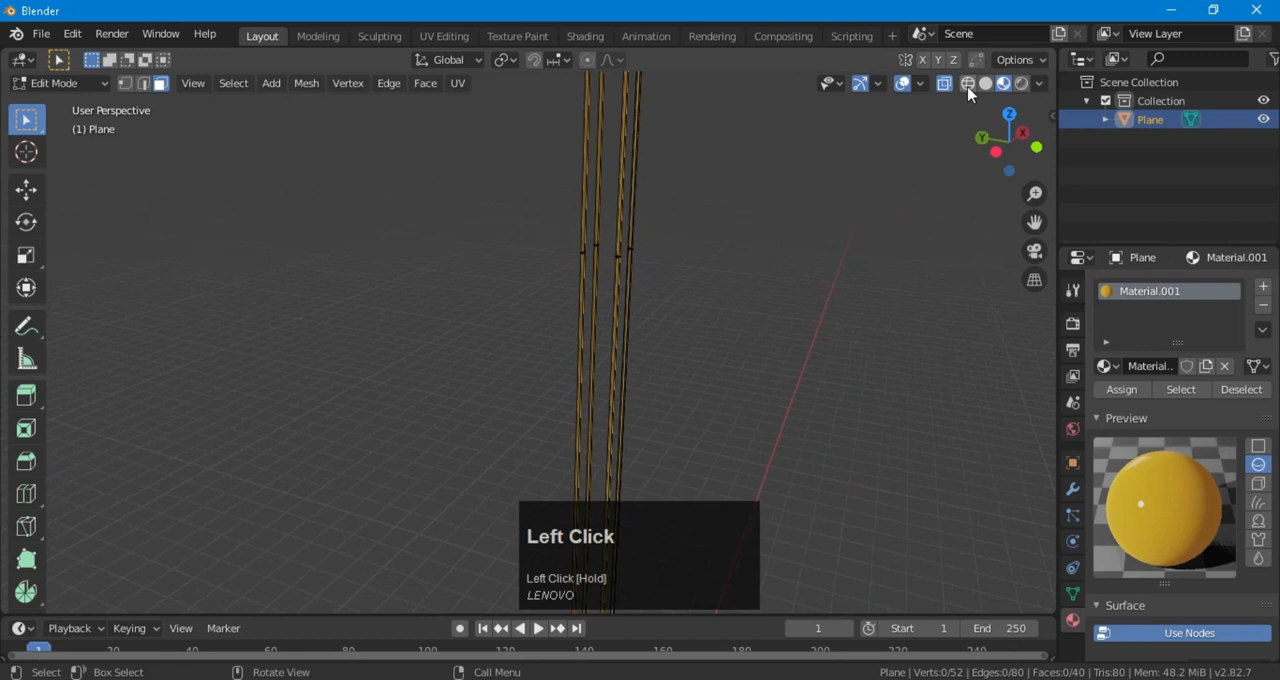 Blender
File Edit Render Window Help Layout Modeling Sculpting UV Editing Texture Paint Shading Animation Rendering Compositing Scripting + Scene View Layer
Global X Y Z Options
Edit Mode View Select Add Mesh Vertex Edge Face UV
User Perspective
(1) Plane
Z
Y
X
Scene Collection
Collection
Plane
Plane Material.001
Material.001
Material..
Assign Select Deselect
Preview
Surface
Use Nodes
Left Click
Left Click [Hold]
LENOVO
Playback Keying View Marker 1 Start 1 End 250
1 20 40 60 80 100 120 140 160 180 200 220 240
Select Box Select Rotate View Call Menu Plane | Verts:0/52 | Edges:0/80 | Faces:0/40 | Tris:80 | Mem: 48.2 MiB | v2.82.7